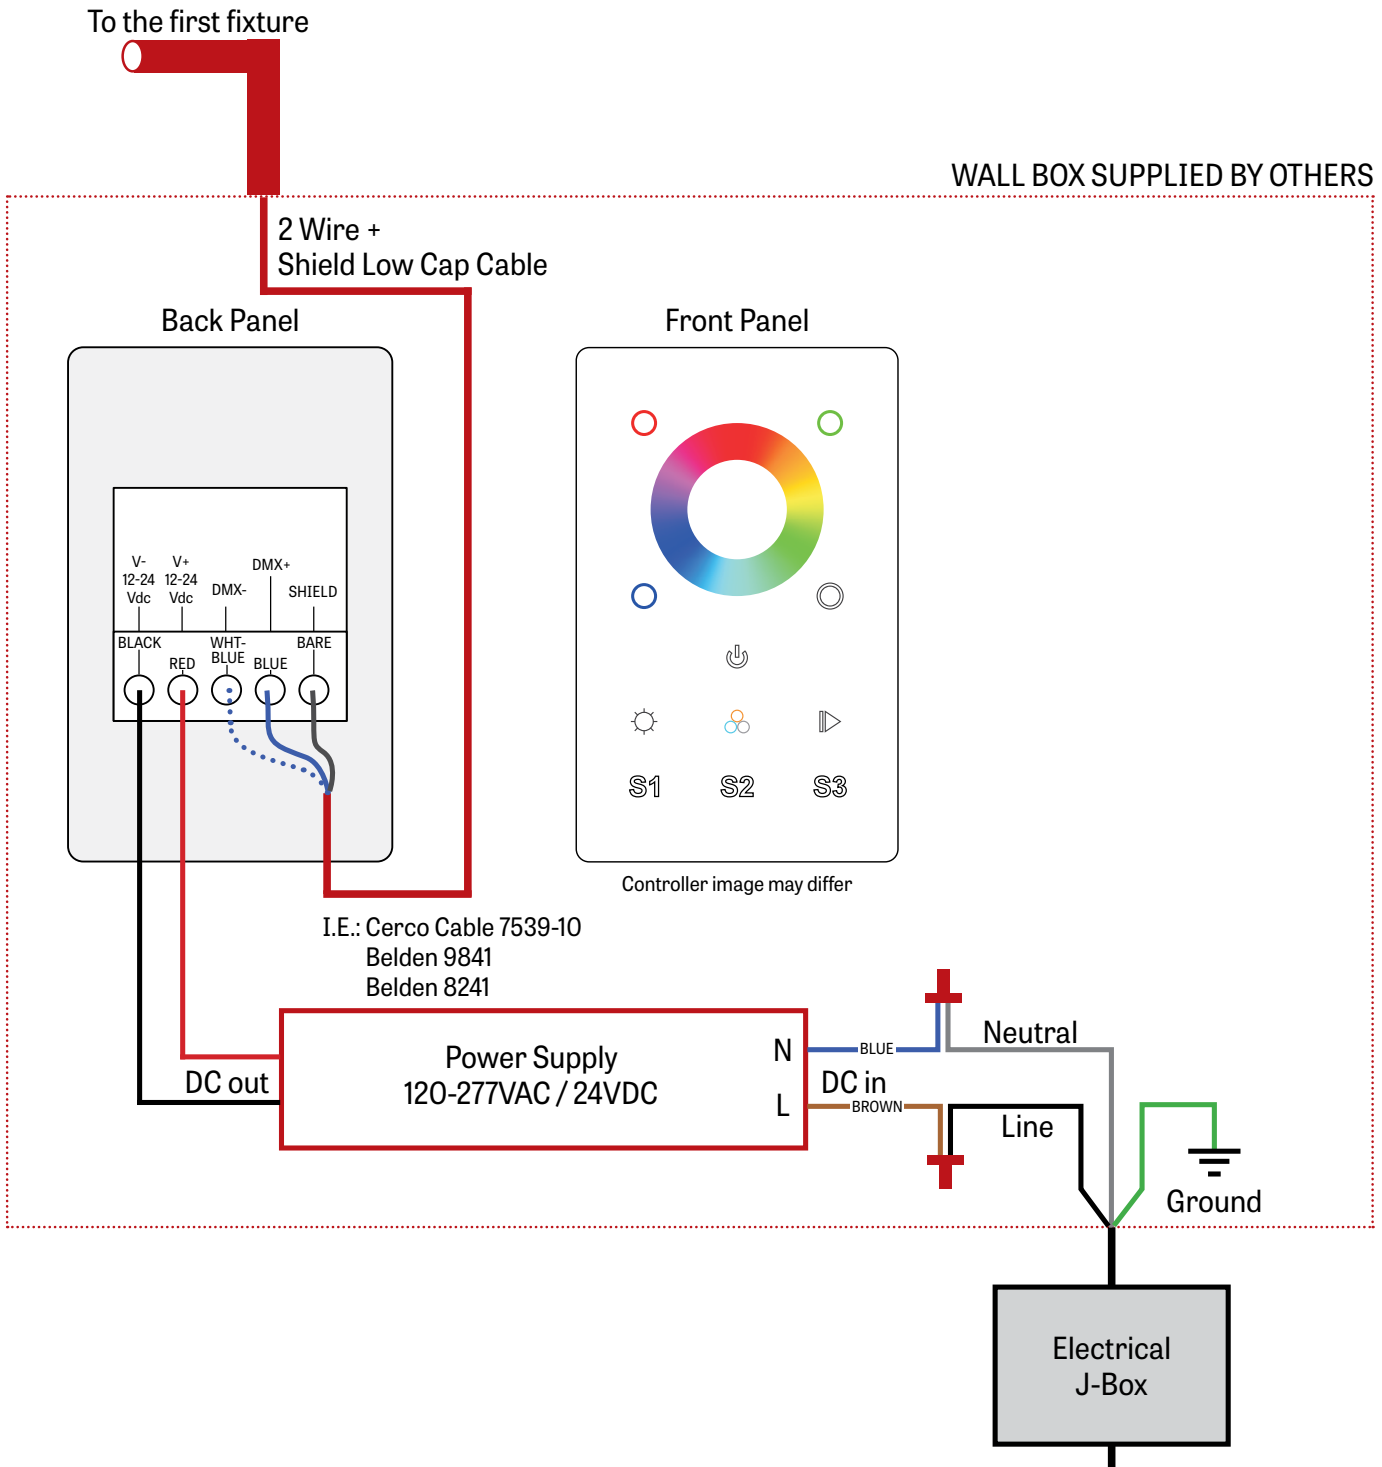 To the first fixture
WALL BOX SUPPLIED BY OTHERS
2 Wire +
Shield Low Cap Cable
Back Panel
Front Panel
V-
12-24
Vdc
V+
12-24
Vdc
DMX-
DMX+
SHIELD
BLACK
RED
WHT-
BLUE
BLUE
BARE
S1 S2 S3
Controller image may differ
I.E.: Cerco Cable 7539-10
Belden 9841
Belden 8241
Power Supply
120-277VAC / 24VDC
DC out
N
L
BLUE
DC in
BROWN
Neutral
Line
Ground
Electrical
J-Box